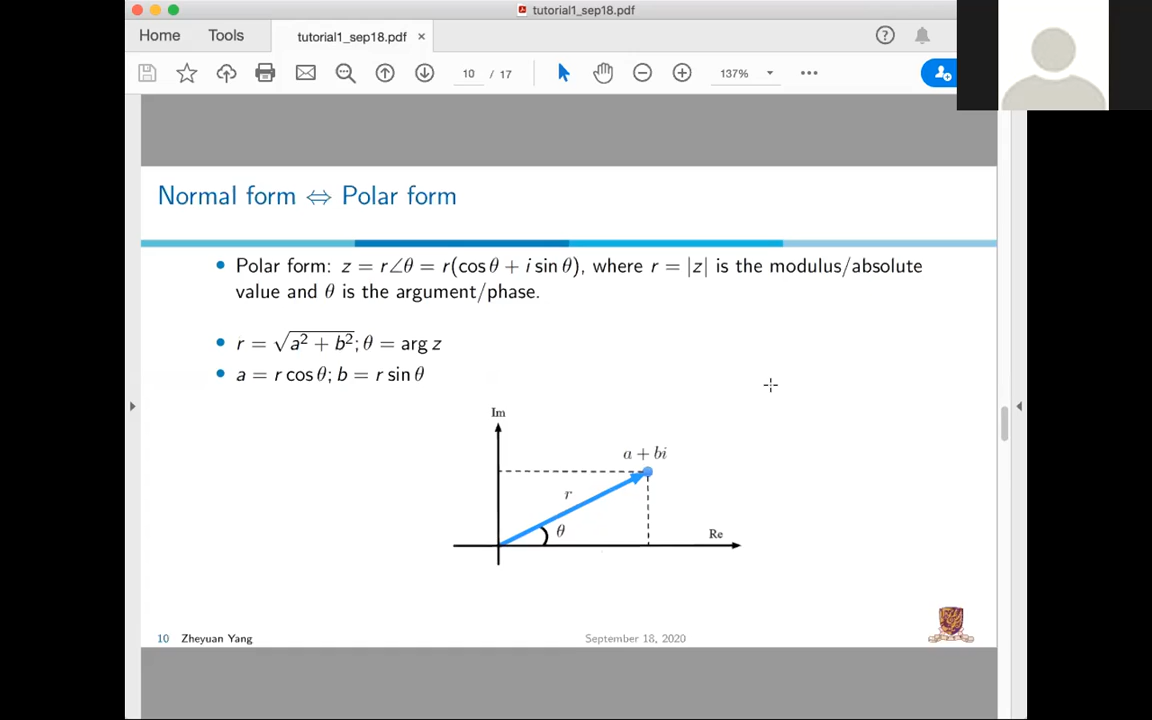 tutorial1_sep18.pdf
Home Tools tutorial1_sep18.pdf ×
10 / 17 137%
Normal form ⇔ Polar form
• Polar form: z = r∠θ = r(cos θ + i sin θ), where r = |z| is the modulus/absolute
value and θ is the argument/phase.
• r = √(a² + b²); θ = arg z
• a = r cos θ; b = r sin θ
Im
a + bi
r
θ
Re
10 Zheyuan Yang September 18, 2020